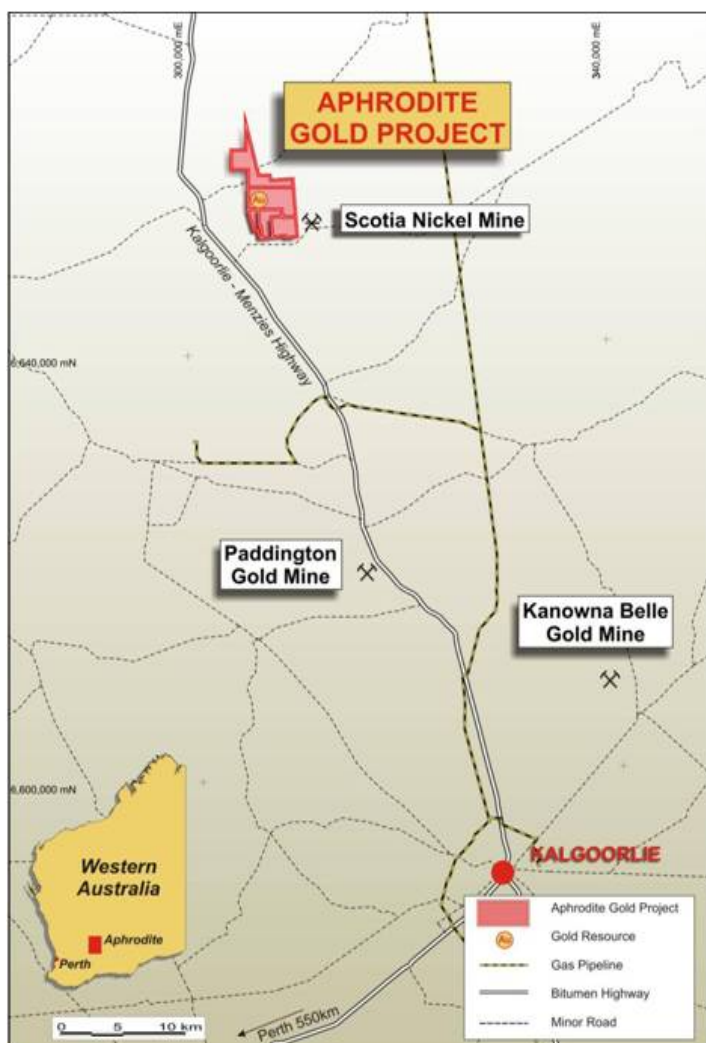 300,000 mE
340,000 mE
APHRODITE
GOLD PROJECT
Au
Scotia Nickel Mine
Kalgoorlie - Menzies Highway
6,640,000 mN
Paddington
Gold Mine
Kanowna Belle
Gold Mine
6,600,000 mN
KALGOORLIE
Western
Australia
Aphrodite
Perth
0 5 10 km
Perth 550km
Aphrodite Gold Project
Au
Gold Resource
Gas Pipeline
Bitumen Highway
Minor Road